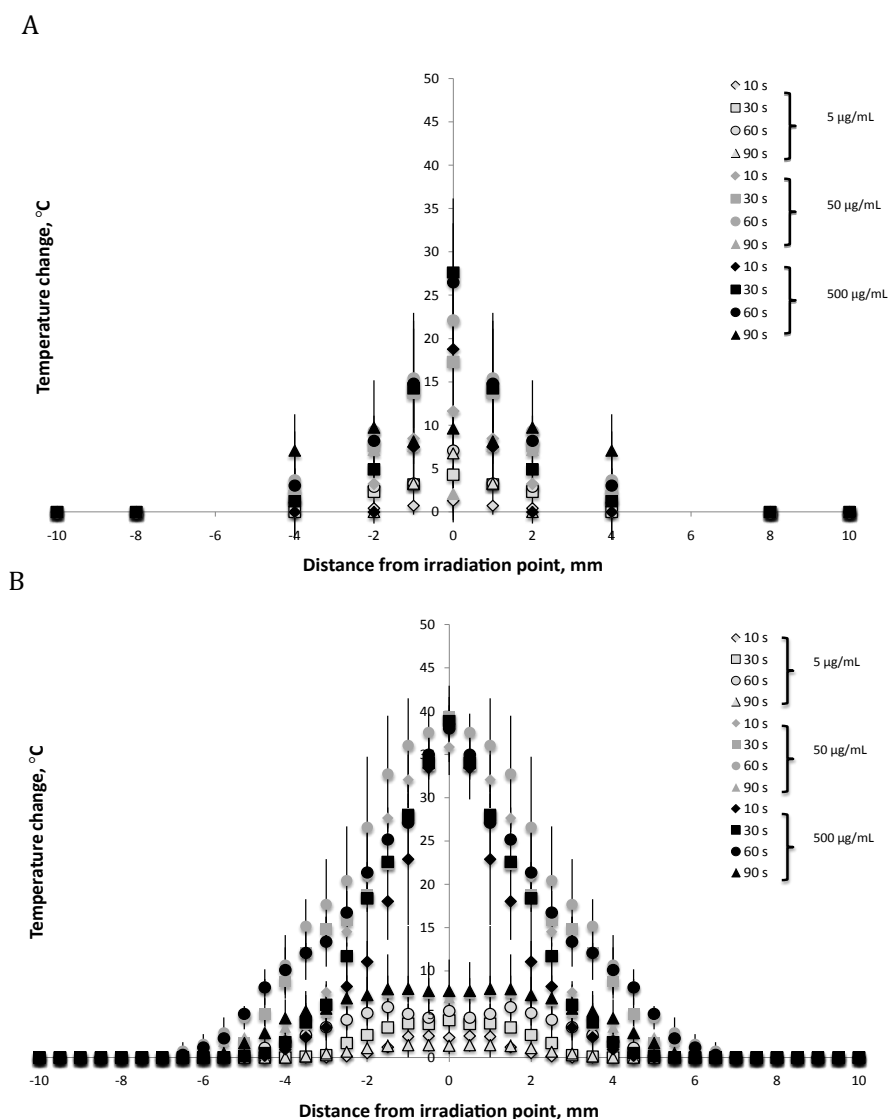 A
Temperature change, °C
50
45
40
35
30
25
20
15
10
5
0
-10 -8 -6 -4 -2 0 2 4 6 8 10
Distance from irradiation point, mm
10 s
30 s
60 s
90 s
5 µg/mL
10 s
30 s
60 s
90 s
50 µg/mL
10 s
30 s
60 s
90 s
500 µg/mL
B
Temperature change, °C
50
45
40
35
30
25
20
15
10
5
0
-10 -8 -6 -4 -2 0 2 4 6 8 10
Distance from irradiation point, mm
10 s
30 s
60 s
90 s
5 µg/mL
10 s
30 s
60 s
90 s
50 µg/mL
10 s
30 s
60 s
90 s
500 µg/mL